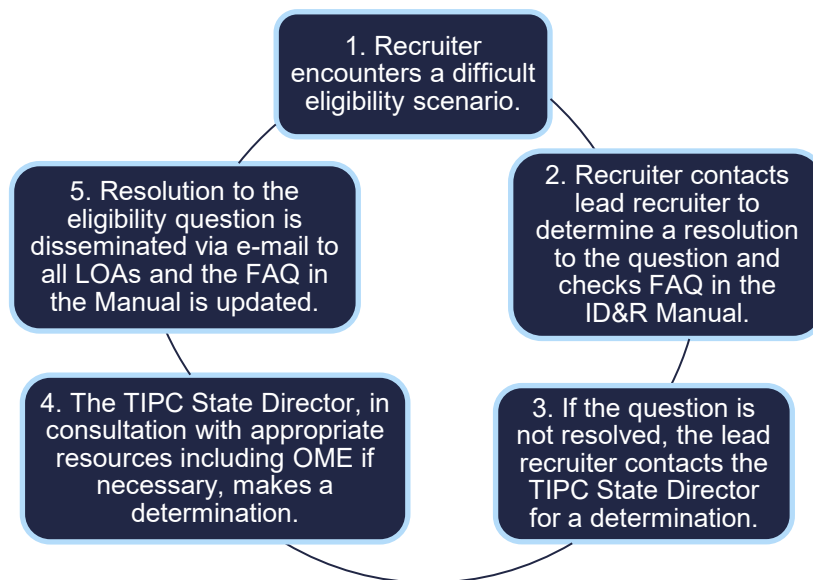 1. Recruiter
encounters a difficult
eligibility scenario.
2. Recruiter contacts
lead recruiter to
determine a resolution
to the question and
checks FAQ in the
ID&R Manual.
3. If the question is
not resolved, the lead
recruiter contacts the
TIPC State Director
for a determination.
4. The TIPC State Director, in
consultation with appropriate
resources including OME if
necessary, makes a
determination.
5. Resolution to the
eligibility question is
disseminated via e-mail to
all LOAs and the FAQ in
the Manual is updated.